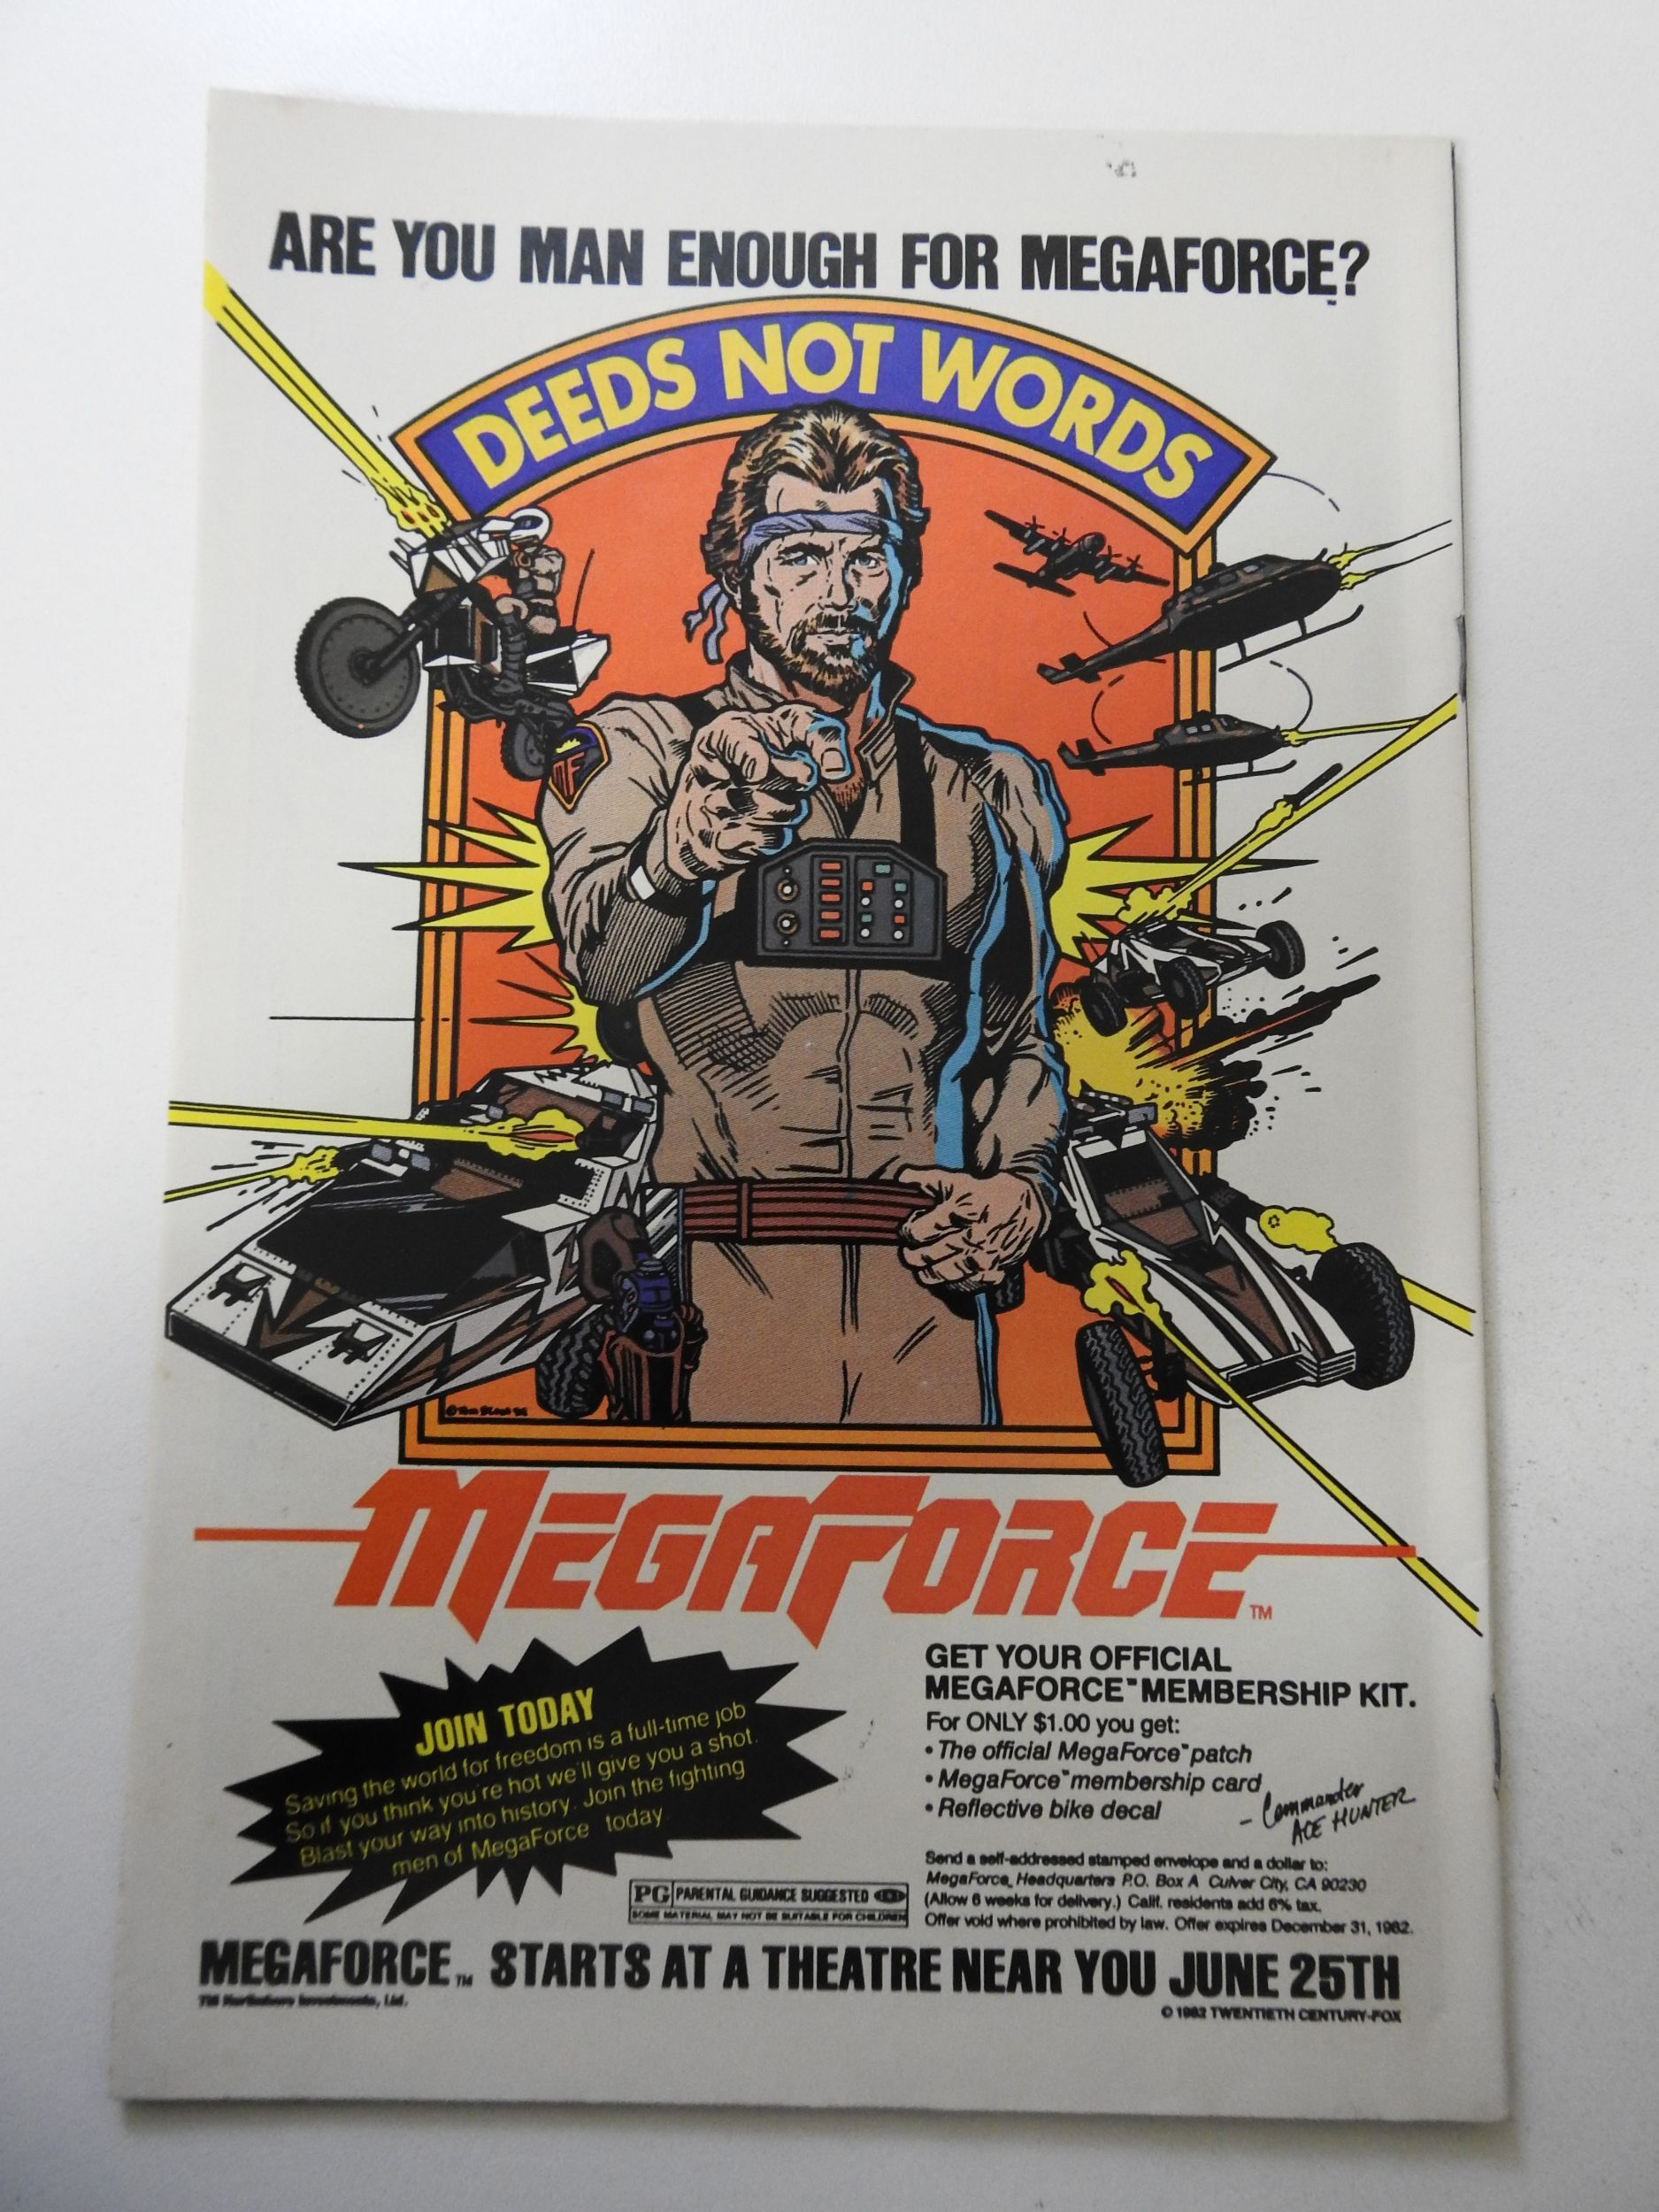 ARE YOU MAN ENOUGH FOR MEGAFORCE?
DEEDS NOT WORDS
MF
MEGAFORCE TM
JOIN TODAY
Saving the world for freedom is a full-time job
So if you think you're hot we'll give you a shot.
Blast your way into history. Join the fighting
men of MegaForce today
GET YOUR OFFICIAL
MEGAFORCE™ MEMBERSHIP KIT.
For ONLY $1.00 you get:
• The official MegaForce™ patch
• MegaForce™ membership card
• Reflective bike decal
- Commander
ACE HUNTER
Send a self-addressed stamped envelope and a dollar to:
MegaForce Headquarters P.O. Box A Culver City, CA 90230
(Allow 6 weeks for delivery.) Calif. residents add 6% tax.
Offer void where prohibited by law. Offer expires December 31, 1982.
PG PARENTAL GUIDANCE SUGGESTED
SOME MATERIAL MAY NOT BE SUITABLE FOR CHILDREN
MEGAFORCE TM STARTS AT A THEATRE NEAR YOU JUNE 25TH
TM Investments, Ltd.
© 1982 TWENTIETH CENTURY-FOX